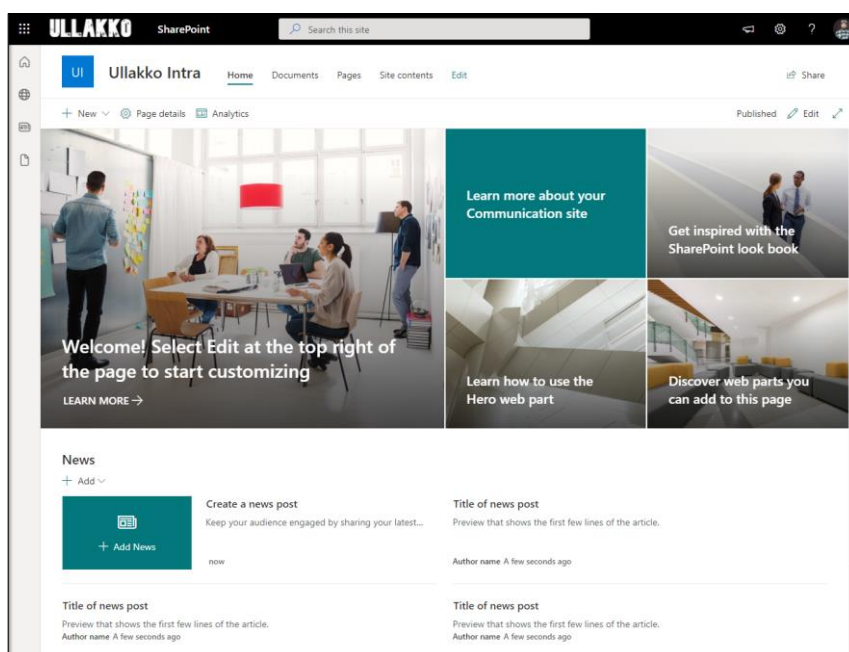 ULLAKKO SharePoint Search this site ?
UI Ullakko Intra Home Documents Pages Site contents Edit Share
+ New Page details Analytics Published Edit
Learn more about your
Communication site
Get inspired with the
SharePoint look book
Welcome! Select Edit at the top right of
the page to start customizing
LEARN MORE →
Learn how to use the
Hero web part
Discover web parts you
can add to this page
News
+ Add
+ Add News
Create a news post
Keep your audience engaged by sharing your latest...
now
Title of news post
Preview that shows the first few lines of the article.
Author name A few seconds ago
Title of news post
Preview that shows the first few lines of the article.
Author name A few seconds ago
Title of news post
Preview that shows the first few lines of the article.
Author name A few seconds ago